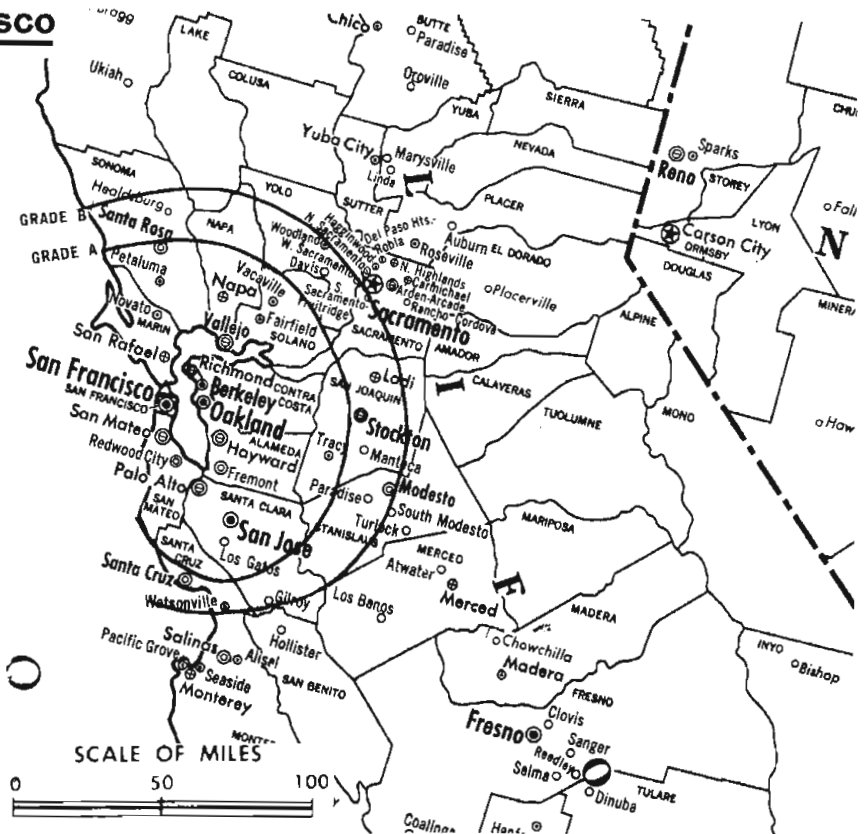 SCO
Chico
BUTTE
Paradise
LAKE
Ukiah
COLUSA
Oroville
YUBA
SIERRA
Yuba City
Marysville
Linda
NEVADA
Sparks
Reno
STOREY
SONOMA
Healdsburg
YOLO
SUTTER
PLACER
LYON
GRADE B
Santa Rosa
NAPA
Woodland
N. Sacramento
Hagginwood
Del Paso Hts.
Robla
Auburn
EL DORADO
Roseville
Carson City
ORMSBY
N
GRADE A
Petaluma
W. Sacramento
Davis
N. Highlands
Carmichael
Arden-Arcade
Rancho Cordova
DOUGLAS
Vacaville
Napa
S. Sacramento-
Fruitridge
Placerville
L
Novato
MARIN
Fairfield
Sacramento
ALPINE
Vallejo
SOLANO
SACRAMENTO
AMADOR
San Rafael
Richmond
CONTRA
COSTA
SAN JOAQUIN
Lodi
I
CALAVERAS
San Francisco
SAN FRANCISCO
Berkeley
Oakland
Stockton
TUOLUMNE
MONO
San Mateo
Hayward
ALAMEDA
Tracy
Manteca
Redwood City
Fremont
Palo Alto
SANTA CLARA
Paradise
Modesto
SAN
MATEO
San Jose
STANISLAUS
Turlock
South Modesto
MARIPOSA
SANTA
CRUZ
Los Gatos
MERCED
Atwater
Santa Cruz
F
Merced
Watsonville
Gilroy
Los Banos
MADERA
Hollister
Chowchilla
Salinas
Alisal
Pacific Grove
Seaside
Monterey
SAN BENITO
Madera
INYO
Bishop
FRESNO
Clovis
Fresno
Sanger
Reedley
Selma
O
Dinuba
TULARE
SCALE OF MILES
0 50 100